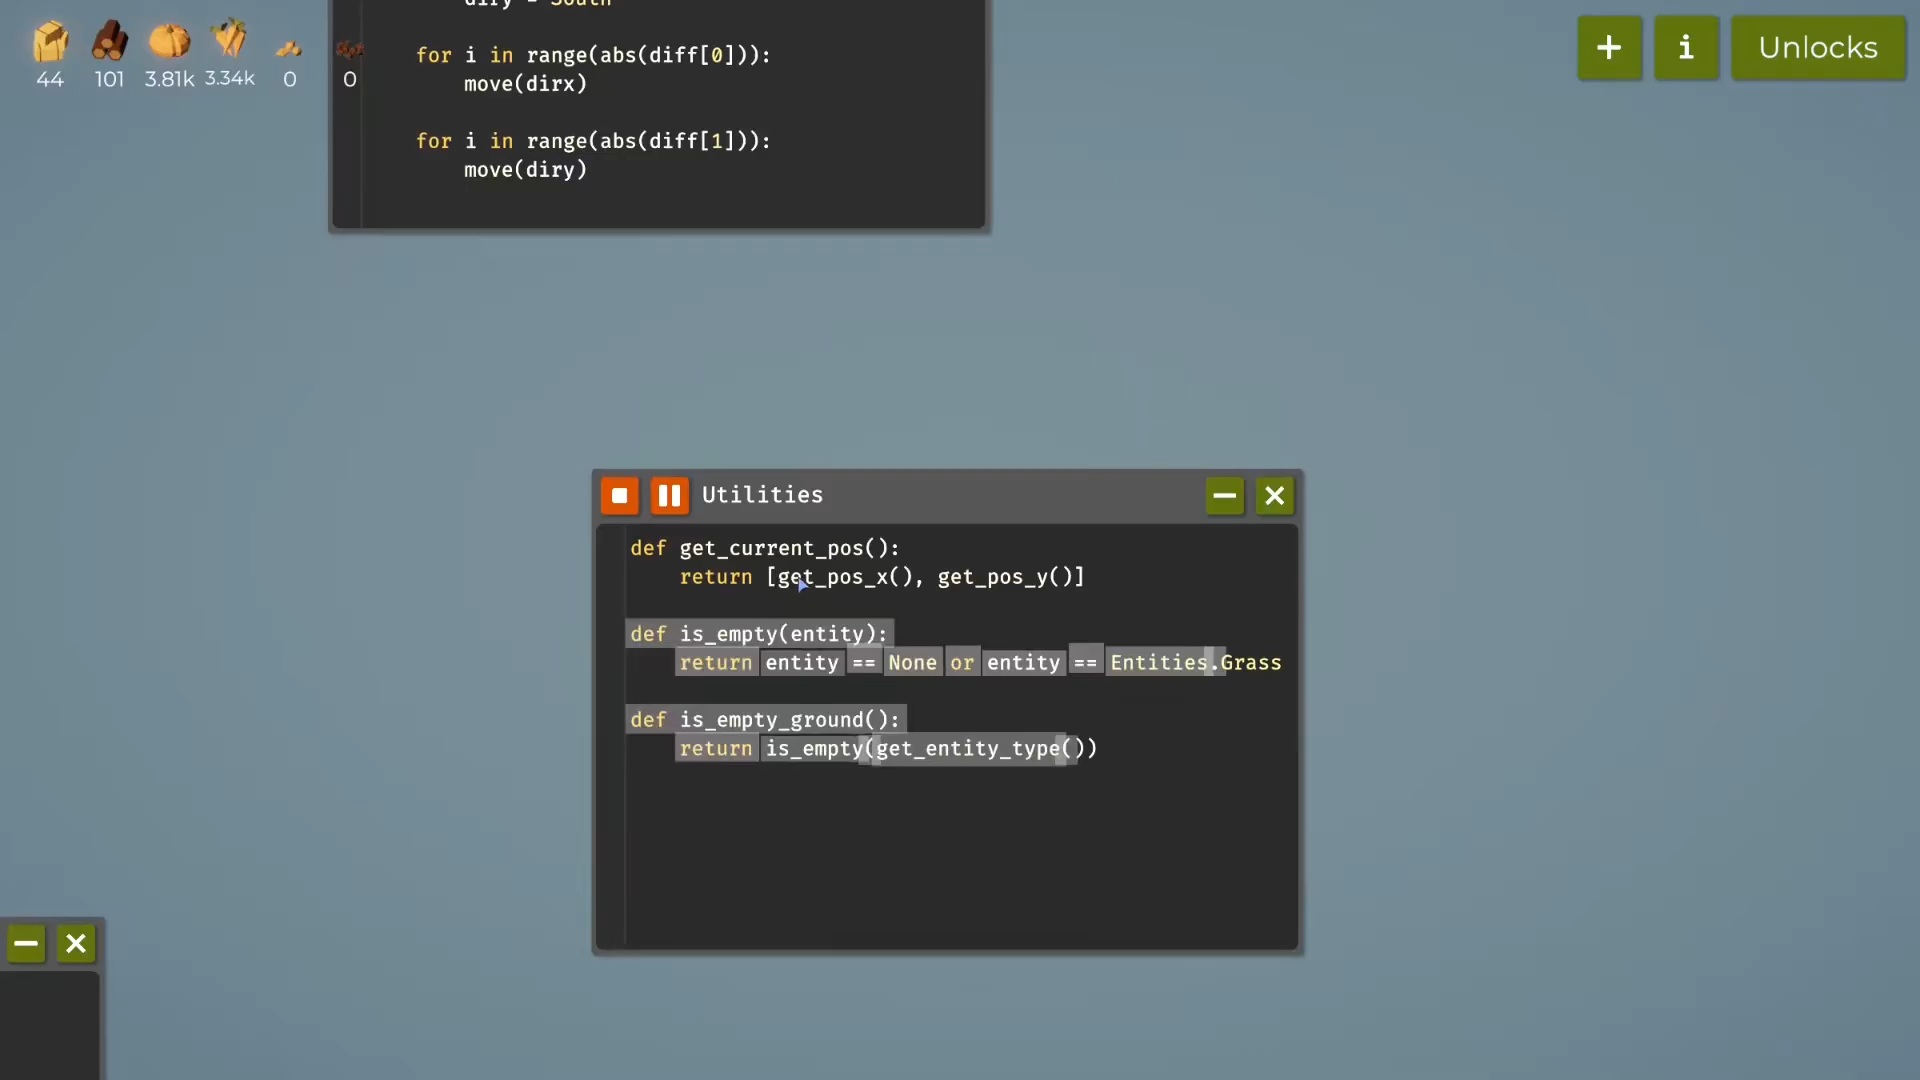 diry = South
for i in range(abs(diff[0])):
move(dirx)
for i in range(abs(diff[1])):
move(diry)
44 101 3.81k 3.34k 0 0
+ i Unlocks
Utilities
def get_current_pos():
return [get_pos_x(), get_pos_y()]
def is_empty(entity):
return entity == None or entity == Entities.Grass
def is_empty_ground():
return is_empty(get_entity_type())